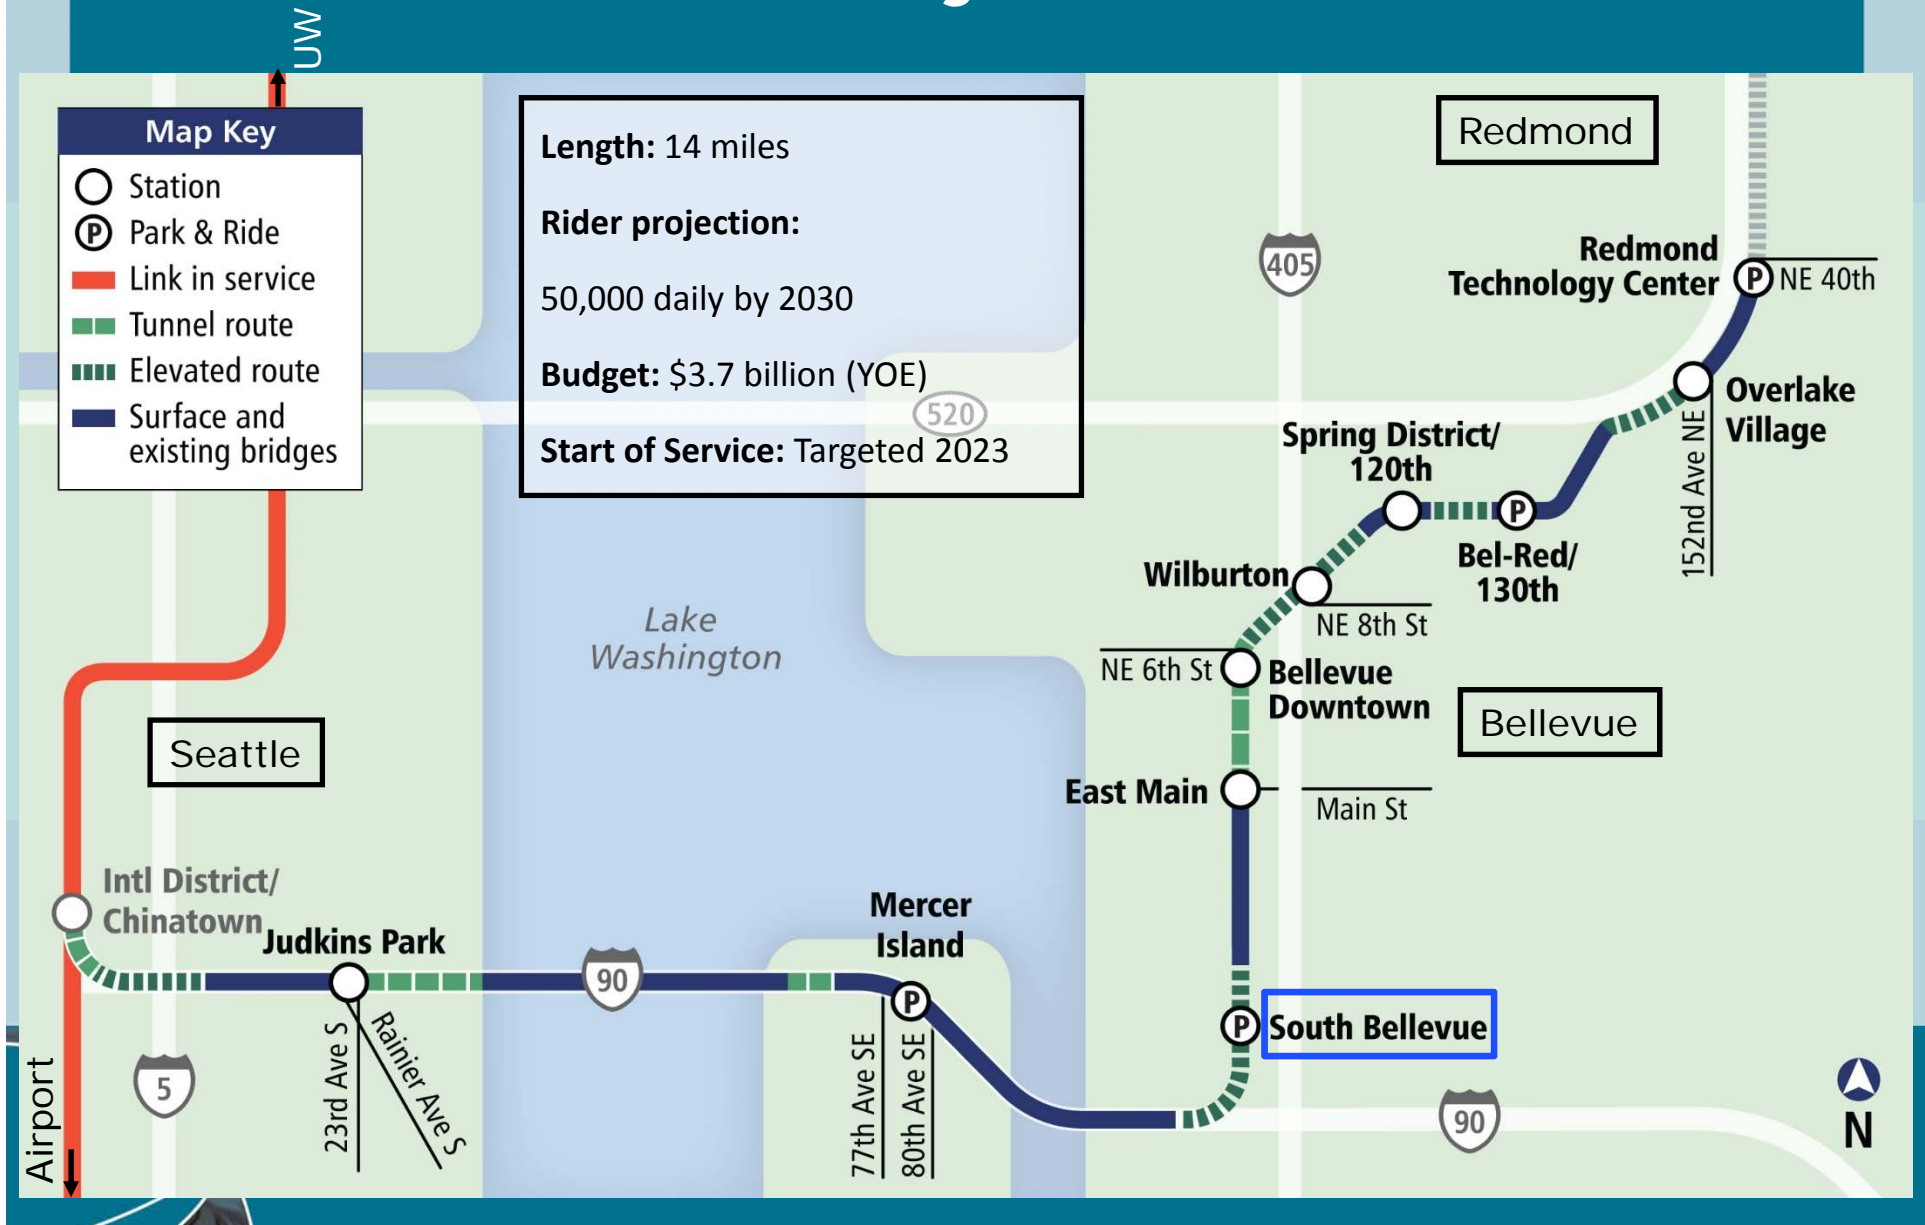 UW
Map Key
Station
P
Park & Ride
Link in service
Tunnel route
Elevated route
Surface and
existing bridges
Length: 14 miles
Rider projection:
50,000 daily by 2030
Budget: $3.7 billion (YOE)
520
Start of Service: Targeted 2023
Redmond
405
Redmond
Technology Center
P
NE 40th
Overlake
Village
152nd Ave NE
Spring District/
120th
P
Bel-Red/
130th
Wilburton
NE 8th St
NE 6th St
Bellevue
Downtown
Bellevue
East Main
Main St
Lake
Washington
Seattle
Intl District/
Chinatown
Judkins Park
90
Mercer
Island
P
P
South Bellevue
23rd Ave S
Rainier Ave S
77th Ave SE
80th Ave SE
5
90
Airport
N